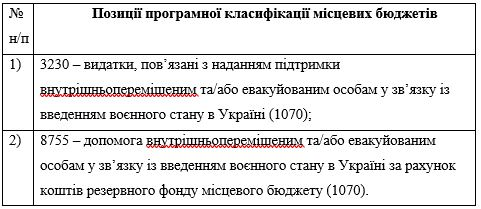 № Позиції програмної класифікації місцевих бюджетів
н/п
1) 3230 – видатки, пов’язані з наданням підтримки
внутрішньопереміщеним та/або евакуйованим особам у зв’язку із
введенням воєнного стану в Україні (1070);
2) 8755 – допомога внутрішньопереміщеним та/або евакуйованим
особам у зв’язку із введенням воєнного стану в Україні за рахунок
коштів резервного фонду місцевого бюджету (1070).